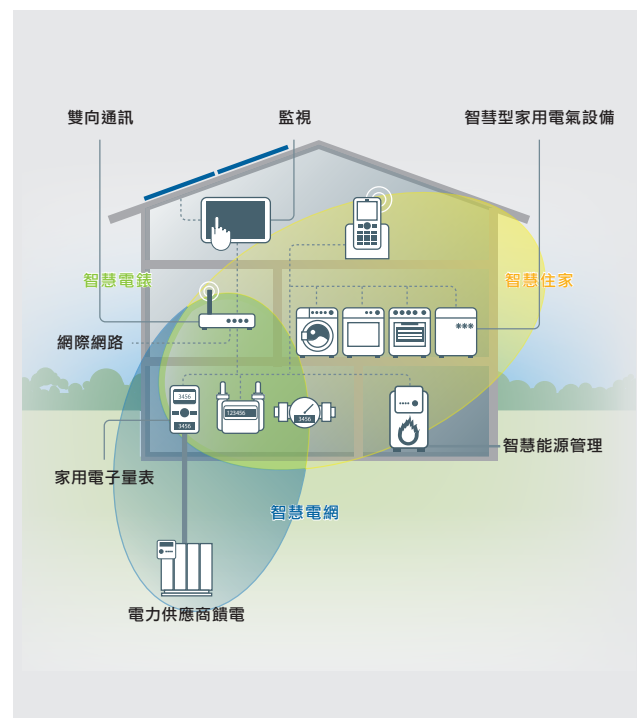 雙向通訊
監視
智彗型家用電氣設備
智慧電錶
智慧住家
網際網路
3456
3456
123456
3456
智慧能源管理
家用電子量表
智慧電網
電力供應商饋電